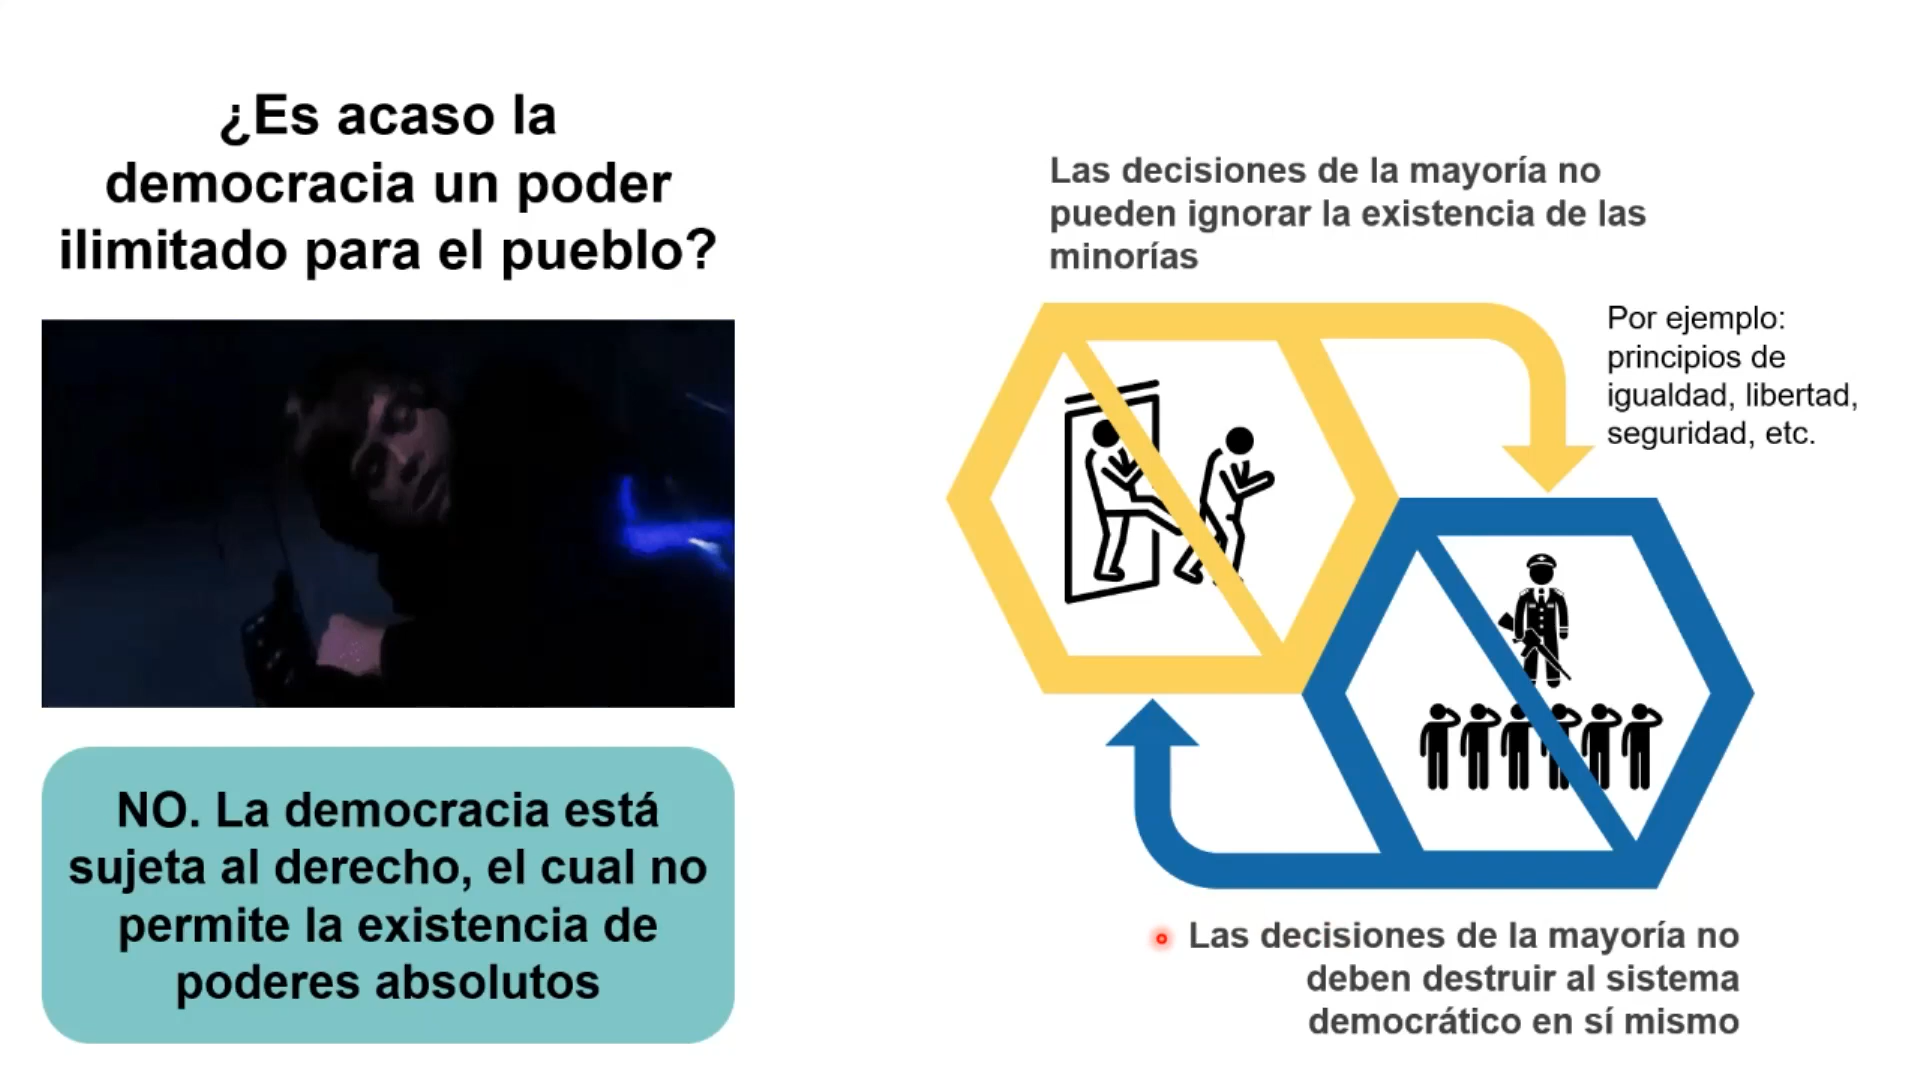 ¿Es acaso la
democracia un poder
ilimitado para el pueblo?
NO. La democracia está
sujeta al derecho, el cual no
permite la existencia de
poderes absolutos
Las decisiones de la mayoría no
pueden ignorar la existencia de las
minorías
Por ejemplo:
principios de
igualdad, libertad,
seguridad, etc.
Las decisiones de la mayoría no
deben destruir al sistema
democrático en sí mismo